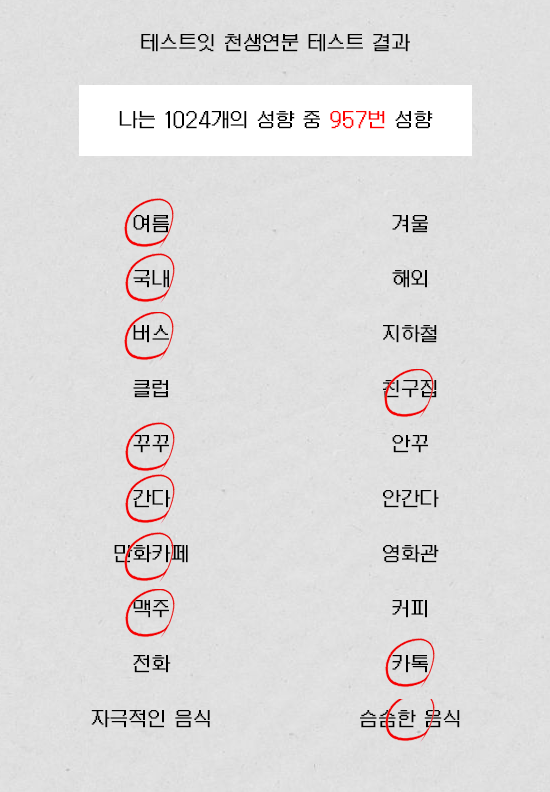 테스트잇 천생연분 테스트 결과
나는 1024개의 성향 중 957번 성향
여름 겨울
국내 해외
버스 지하철
클럽 친구집
꾸꾸 안꾸
간다 안간다
만화카페 영화관
맥주 커피
전화 카톡
자극적인 음식 슴슴한 음식